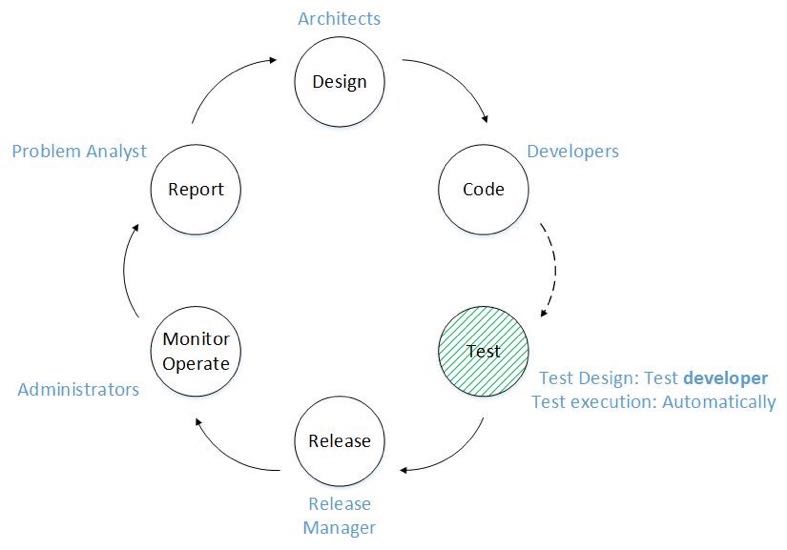 Architects
Design
Problem Analyst
Developers
Report
Code
Monitor
Operate
Test
Administrators
Test Design: Test developer
Test execution: Automatically
Release
Release
Manager